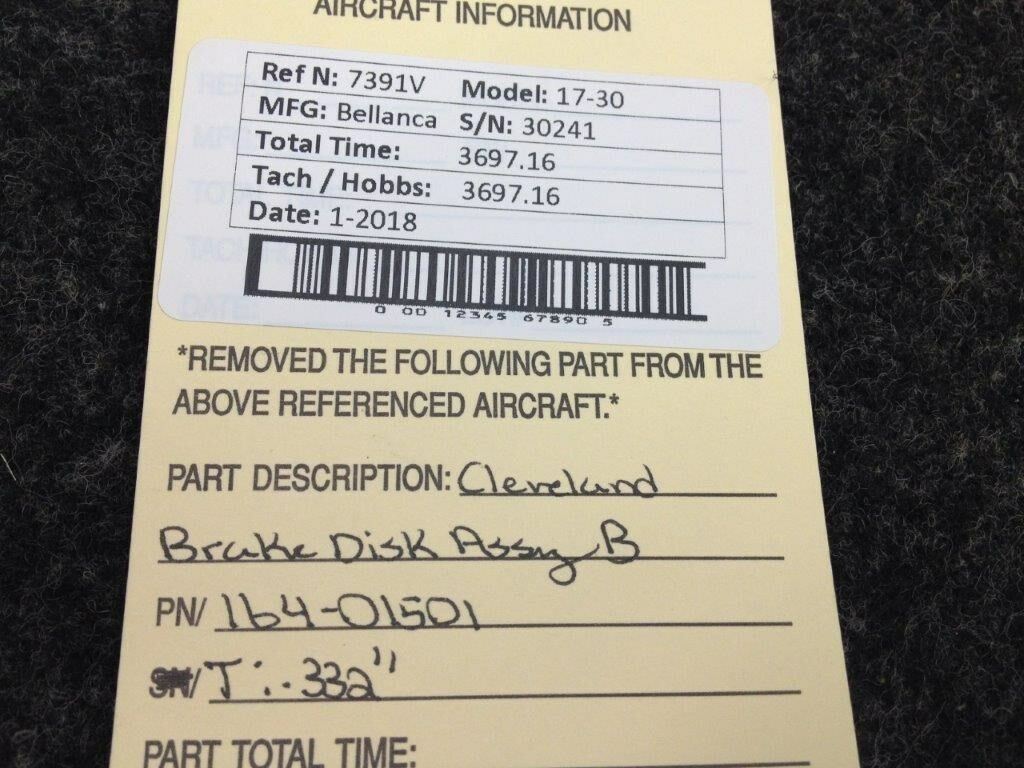 AIRCRAFT INFORMATION
Ref N: 7391V Model: 17-30
MFG: Bellanca S/N: 30241
Total Time: 3697.16
Tach / Hobbs: 3697.16
Date: 1-2018
0 00 12345 67890 5
*REMOVED THE FOLLOWING PART FROM THE
ABOVE REFERENCED AIRCRAFT.*
PART DESCRIPTION: Cleveland
Brake Disk Assy B
PN/ 164-01501
SN/ T: .332"
PART TOTAL TIME: